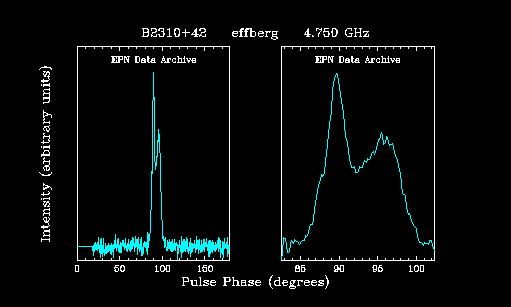 B2310+42 effberg 4.750 GHz
EPN Data Archive
EPN Data Archive
Intensity (arbitrary units)
0 50 100 150
85 90 95 100
Pulse Phase (degrees)